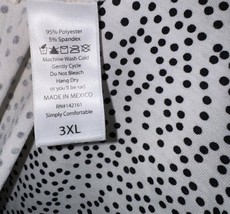 95% Polyester
5% Spandex
Machine Wash Cold
Gently Cycle
Do Not Bleach
Hang Dry
or you'll be sad
MADE IN MEXICO
RN#142161
Simply Comfortable
3XL